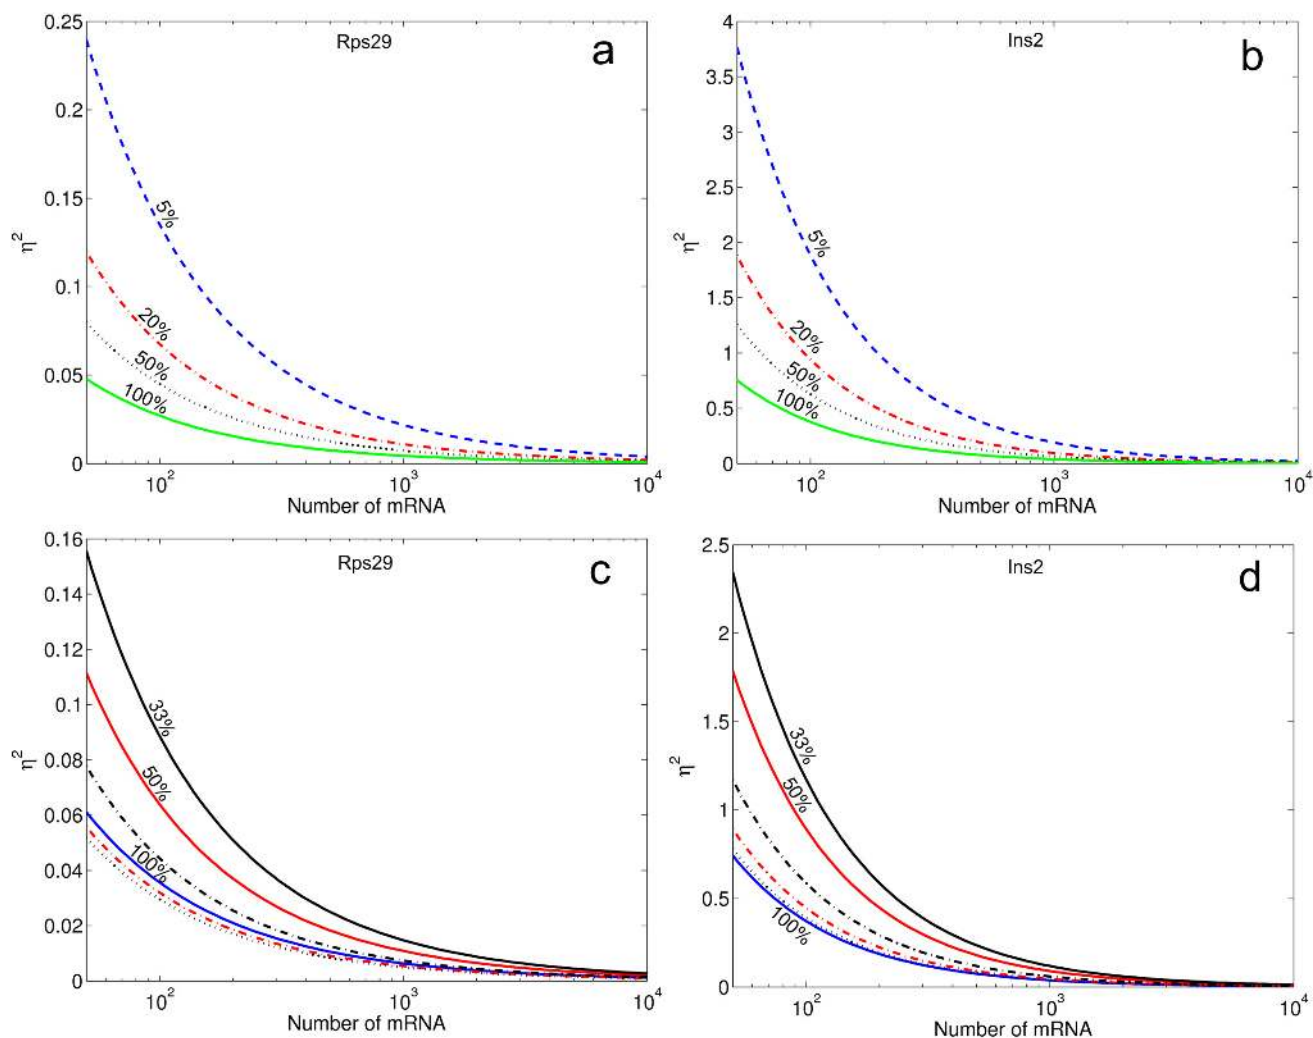 Rps29
a
η²
0.25
0.2
0.15
0.1
0.05
0
5%
20%
50%
100%
10² 10³ 10⁴
Number of mRNA
Ins2
b
η²
4
3.5
3
2.5
2
1.5
1
0.5
0
5%
20%
50%
100%
10² 10³ 10⁴
Number of mRNA
Rps29
c
η²
0.16
0.14
0.12
0.1
0.08
0.06
0.04
0.02
0
33%
50%
100%
10² 10³ 10⁴
Number of mRNA
Ins2
d
η²
2.5
2
1.5
1
0.5
0
33%
50%
100%
10² 10³ 10⁴
Number of mRNA